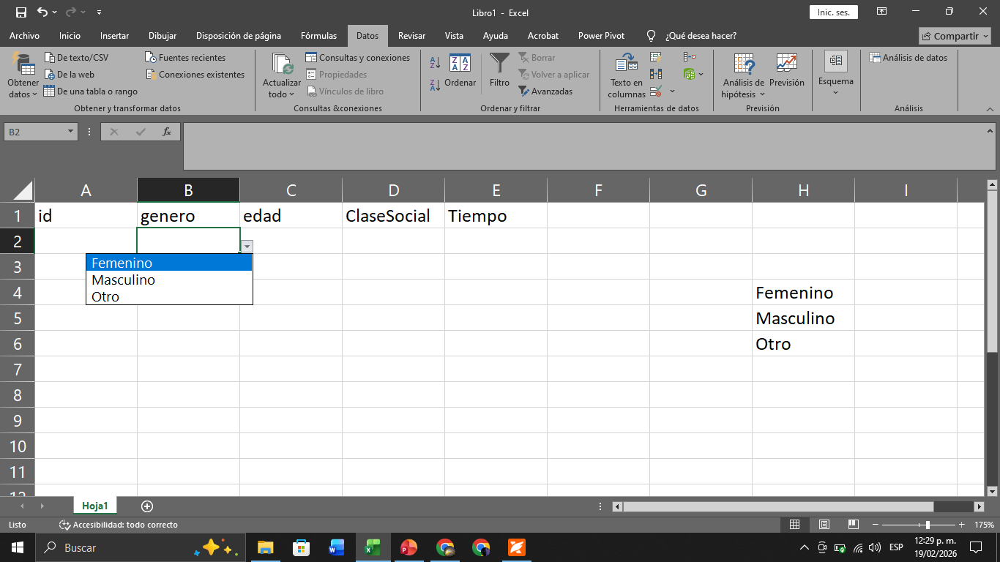 Libro1 - Excel
Inic. ses.
Archivo Inicio Insertar Dibujar Disposición de página Fórmulas Datos Revisar Vista Ayuda Acrobat Power Pivot ¿Qué desea hacer? Compartir
Obtener datos
De texto/CSV
De la web
De una tabla o rango
Fuentes recientes
Conexiones existentes
Obtener y transformar datos
Actualizar todo
Consultas y conexiones
Propiedades
Vínculos de libro
Consultas &conexiones
Ordenar
Filtro
Borrar
Volver a aplicar
Avanzadas
Ordenar y filtrar
Texto en columnas
Herramientas de datos
Análisis de hipótesis
Previsión
Previsión
Esquema
Análisis de datos
Análisis
B2 fx
A B C D E F G H I
1 id genero edad ClaseSocial Tiempo
2
3 Femenino
Masculino
4 Otro Femenino
5 Masculino
6 Otro
7
8
9
10
11
12
Hoja1
Listo Accesibilidad: todo correcto 175%
Buscar
ESP
12:29 p. m.
19/02/2026